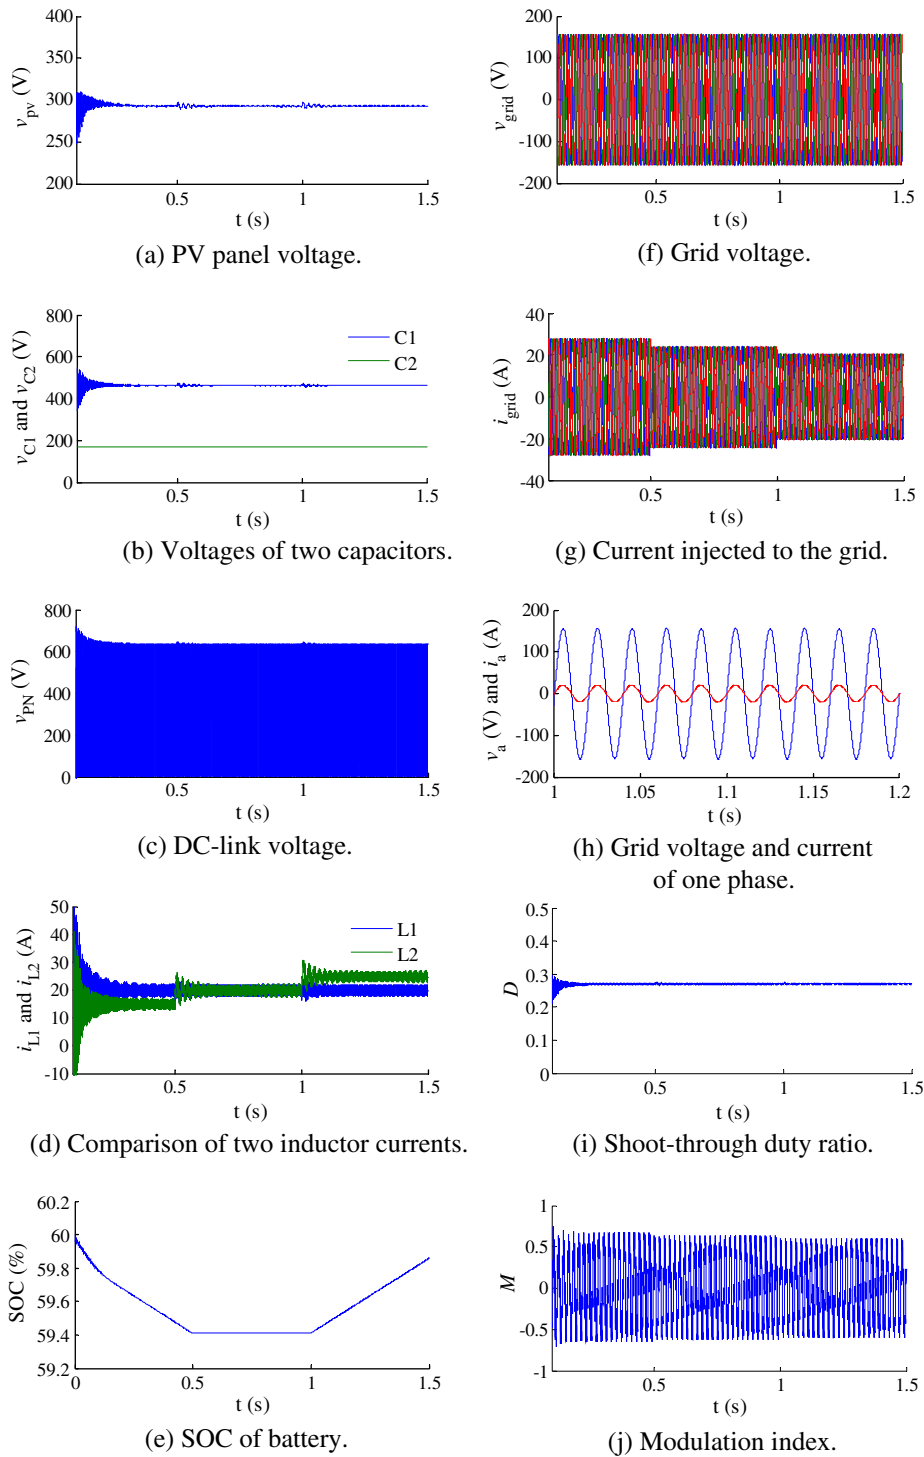 400
350
300
250
200
v_pv (V)
0.5
1
1.5
t (s)
(a) PV panel voltage.
800
600
400
200
0
v_C1 and v_C2 (V)
C1
C2
0.5
1
1.5
t (s)
(b) Voltages of two capacitors.
800
600
400
200
0
v_PN (V)
0.5
1
1.5
t (s)
(c) DC-link voltage.
50
40
30
20
10
0
-10
i_L1 and i_L2 (A)
L1
L2
0.5
1
1.5
t (s)
(d) Comparison of two inductor currents.
60.2
60
59.8
59.6
59.4
59.2
SOC (%)
0
0.5
1
1.5
t (s)
(e) SOC of battery.
200
100
0
-100
-200
v_grid (V)
0.5
1
1.5
t (s)
(f) Grid voltage.
40
20
0
-20
-40
i_grid (A)
0.5
1
1.5
t (s)
(g) Current injected to the grid.
200
100
0
-100
-200
v_a (V) and i_a (A)
1
1.05
1.1
1.15
1.2
t (s)
(h) Grid voltage and current
of one phase.
0.5
0.4
0.3
0.2
0.1
0
D
0.5
1
1.5
t (s)
(i) Shoot-through duty ratio.
1
0.5
0
-0.5
-1
M
0.5
1
1.5
t (s)
(j) Modulation index.